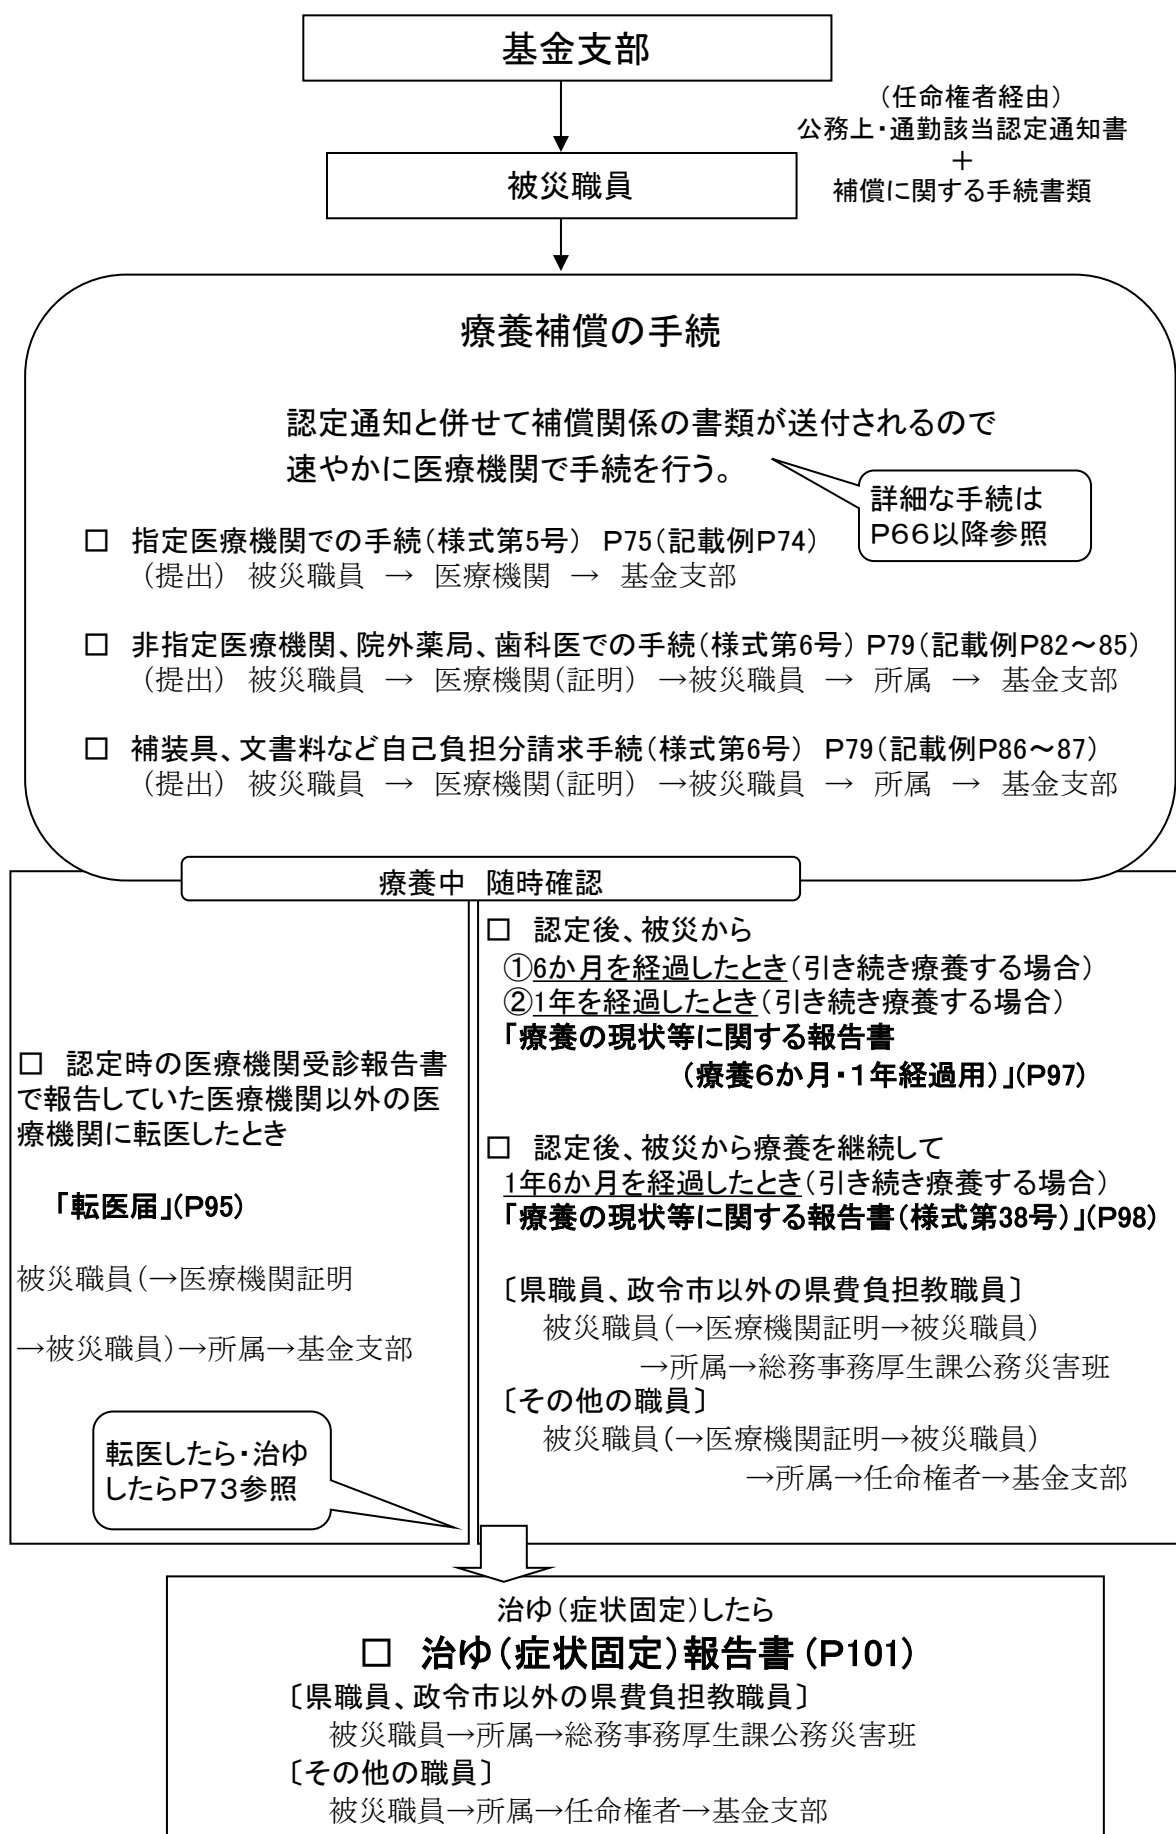 基金支部
（任命権者経由）
公務上・通勤該当認定通知書
＋
補償に関する手続書類
被災職員
療養補償の手続
認定通知と併せて補償関係の書類が送付されるので
速やかに医療機関で手続を行う。
詳細な手続は
Ｐ６６以降参照
□ 指定医療機関での手続（様式第5号） P75（記載例P74）
（提出） 被災職員 → 医療機関 → 基金支部
□ 非指定医療機関、院外薬局、歯科医での手続（様式第6号） P79（記載例P82～85）
（提出） 被災職員 → 医療機関（証明） →被災職員 → 所属 → 基金支部
□ 補装具、文書料など自己負担分請求手続（様式第6号） P79（記載例P86～87）
（提出） 被災職員 → 医療機関（証明） →被災職員 → 所属 → 基金支部
療養中 随時確認
□ 認定時の医療機関受診報告書
で報告していた医療機関以外の医
療機関に転医したとき
「転医届」（P95）
被災職員（→医療機関証明
→被災職員）→所属→基金支部
転医したら・治ゆ
したらＰ７３参照
□ 認定後、被災から
①6か月を経過したとき（引き続き療養する場合）
②1年を経過したとき（引き続き療養する場合）
「療養の現状等に関する報告書
（療養６か月・１年経過用）」（P97）
□ 認定後、被災から療養を継続して
1年6か月を経過したとき（引き続き療養する場合）
「療養の現状等に関する報告書（様式第38号）」（P98）
〔県職員、政令市以外の県費負担教職員〕
被災職員（→医療機関証明→被災職員）
→所属→総務事務厚生課公務災害班
〔その他の職員〕
被災職員（→医療機関証明→被災職員）
→所属→任命権者→基金支部
治ゆ（症状固定）したら
□ 治ゆ（症状固定）報告書（P101）
〔県職員、政令市以外の県費負担教職員〕
被災職員→所属→総務事務厚生課公務災害班
〔その他の職員〕
被災職員→所属→任命権者→基金支部